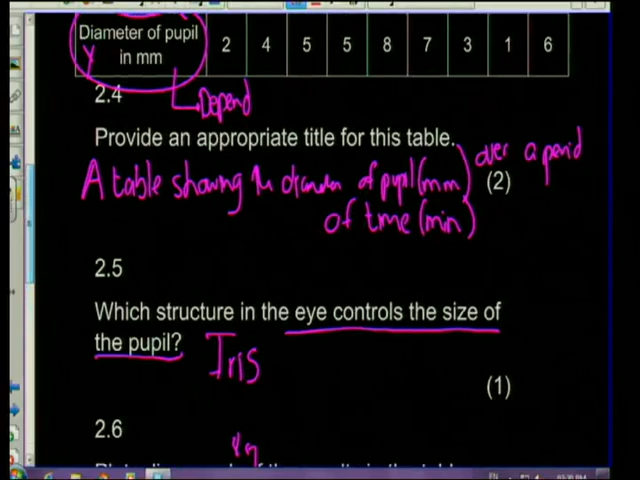 Diameter of pupil
in mm 2 4 5 5 8 7 3 1 6
Y
Depend
2.4
Provide an appropriate title for this table.
A table showing the diameter of pupil (mm) over a period
of time (min)
(2)
2.5
Which structure in the eye controls the size of
the pupil? Iris
(1)
2.6
EN